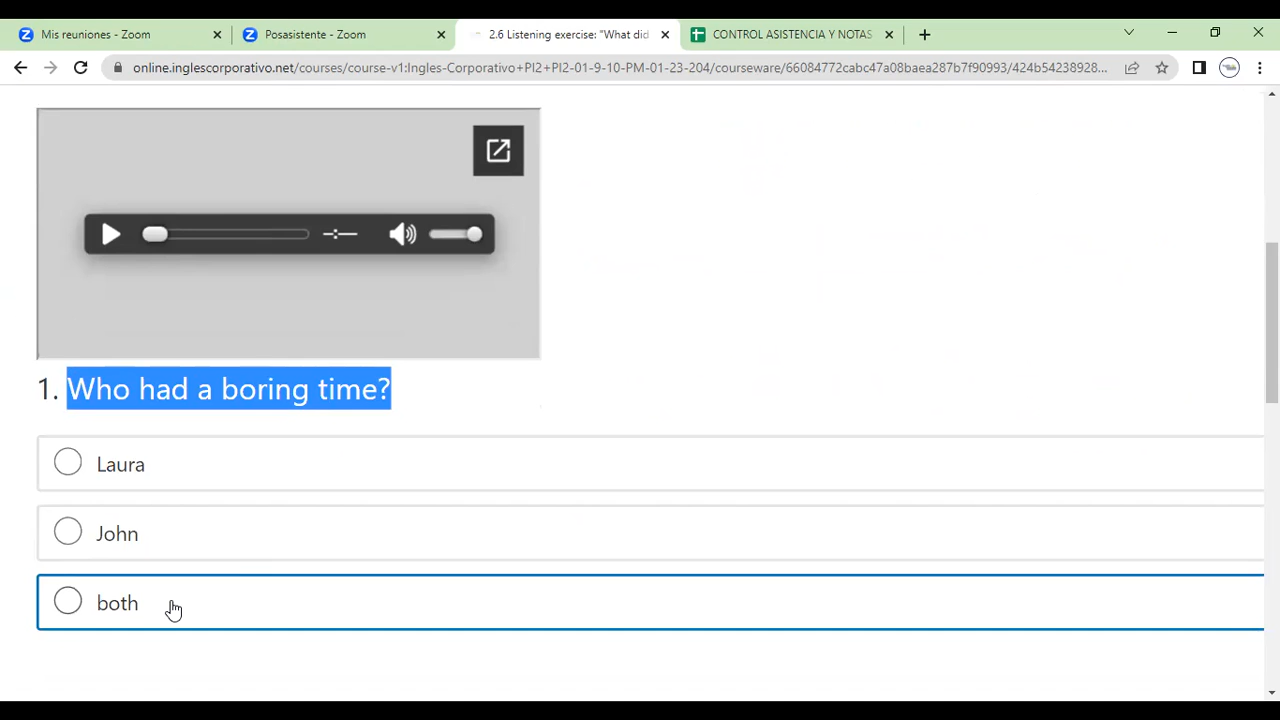 Mis reuniones - Zoom
Posasistente - Zoom
2.6 Listening exercise: "What did
CONTROL ASISTENCIA Y NOTAS
online.inglescorporativo.net/courses/course-v1:Ingles-Corporativo+PI2+PI2-01-9-10-PM-01-23-204/courseware/66084772cabc47a08baea287b7f90993/424b54238928...
1. Who had a boring time?
Laura
John
both